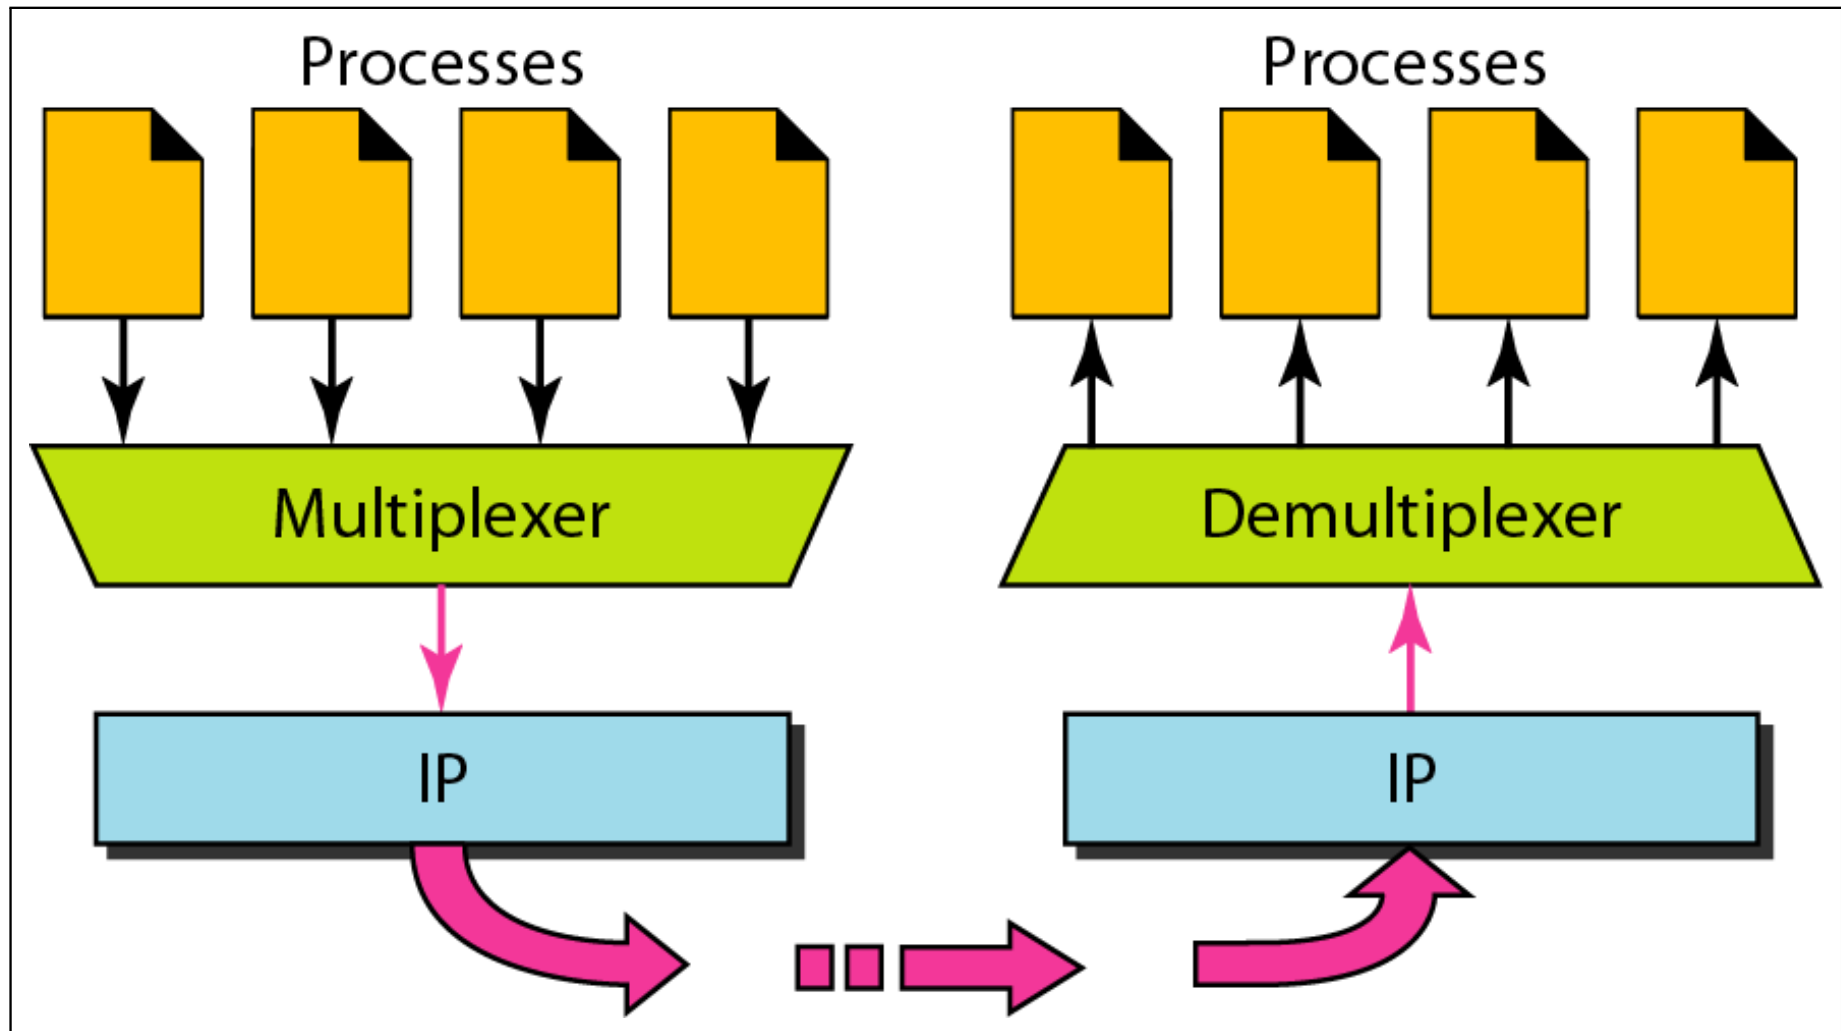 Processes
Processes
Multiplexer
Demultiplexer
IP
IP